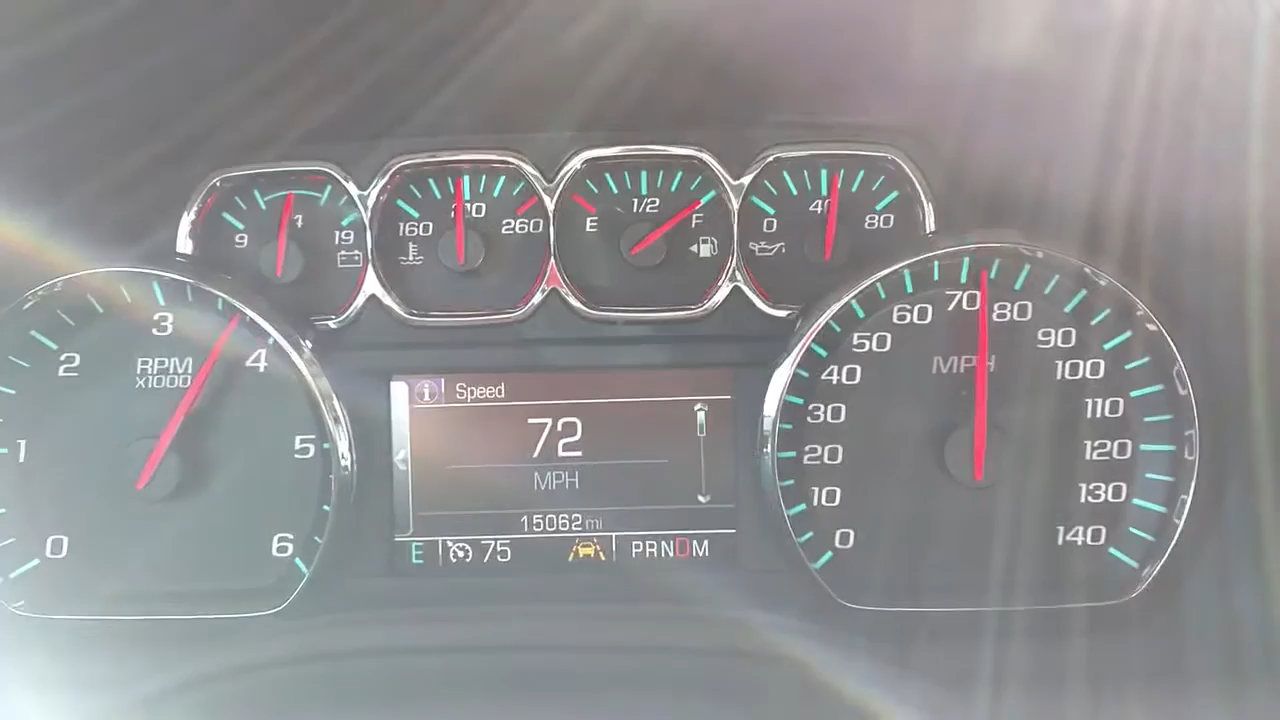 9 19
160 210 260
E 1/2 F
0 40 80
0 1 2 3 4 5 6
RPM
x1000
Speed
72
MPH
15062 mi
E 75 PRNDM
0 10 20 30 40 50 60 70 80 90 100 110 120 130 140
MPH